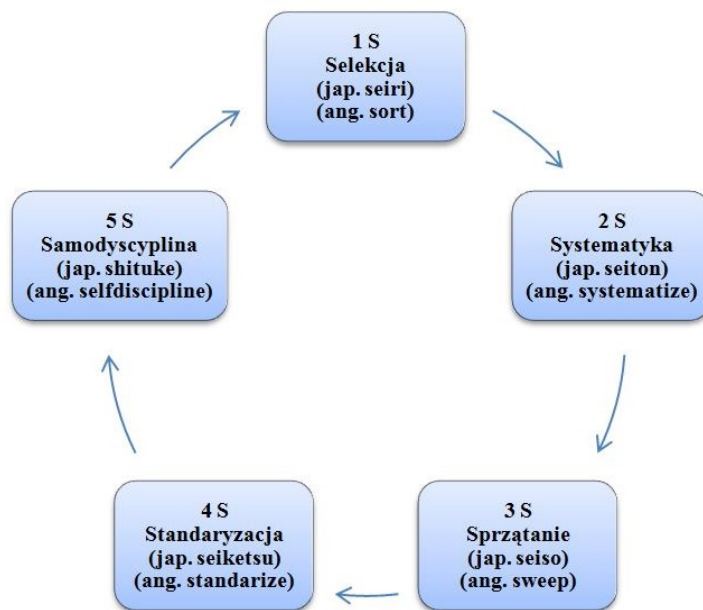 1 S
Selekcja
(jap. seiri)
(ang. sort)
2 S
Systematyka
(jap. seiton)
(ang. systematize)
3 S
Sprzątanie
(jap. seiso)
(ang. sweep)
4 S
Standaryzacja
(jap. seiketsu)
(ang. standarize)
5 S
Samodyscyplina
(jap. shituke)
(ang. selfdiscipline)